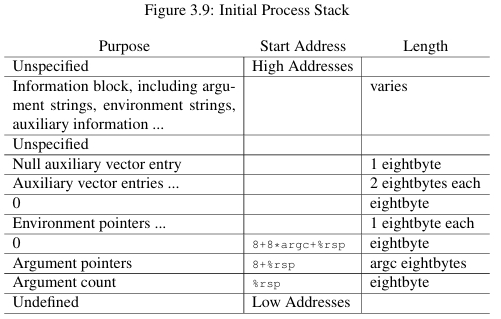 Figure 3.9: Initial Process Stack
Purpose Start Address Length
Unspecified High Addresses
Information block, including argu- varies
ment strings, environment strings,
auxiliary information ...
Unspecified
Null auxiliary vector entry 1 eightbyte
Auxiliary vector entries ... 2 eightbytes each
0 eightbyte
Environment pointers ... 1 eightbyte each
0 8+8*argc+%rsp eightbyte
Argument pointers 8+%rsp argc eightbytes
Argument count %rsp eightbyte
Undefined Low Addresses